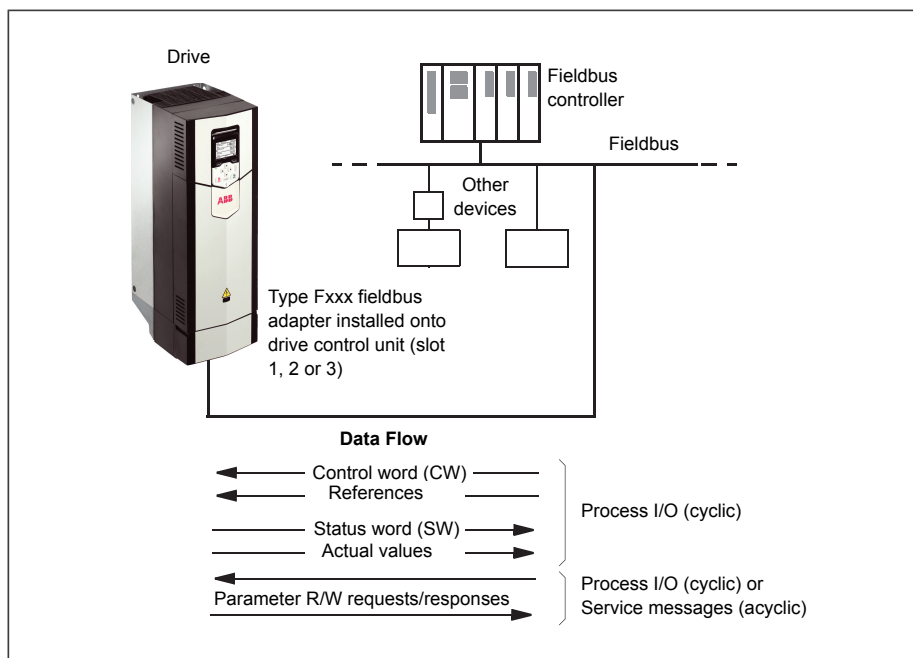 Drive
Fieldbus
controller
Fieldbus
Other
devices
ABB
Type Fxxx fieldbus
adapter installed onto
drive control unit (slot
1, 2 or 3)
Data Flow
Control word (CW)
References
Process I/O (cyclic)
Status word (SW)
Actual values
Parameter R/W requests/responses
Process I/O (cyclic) or
Service messages (acyclic)